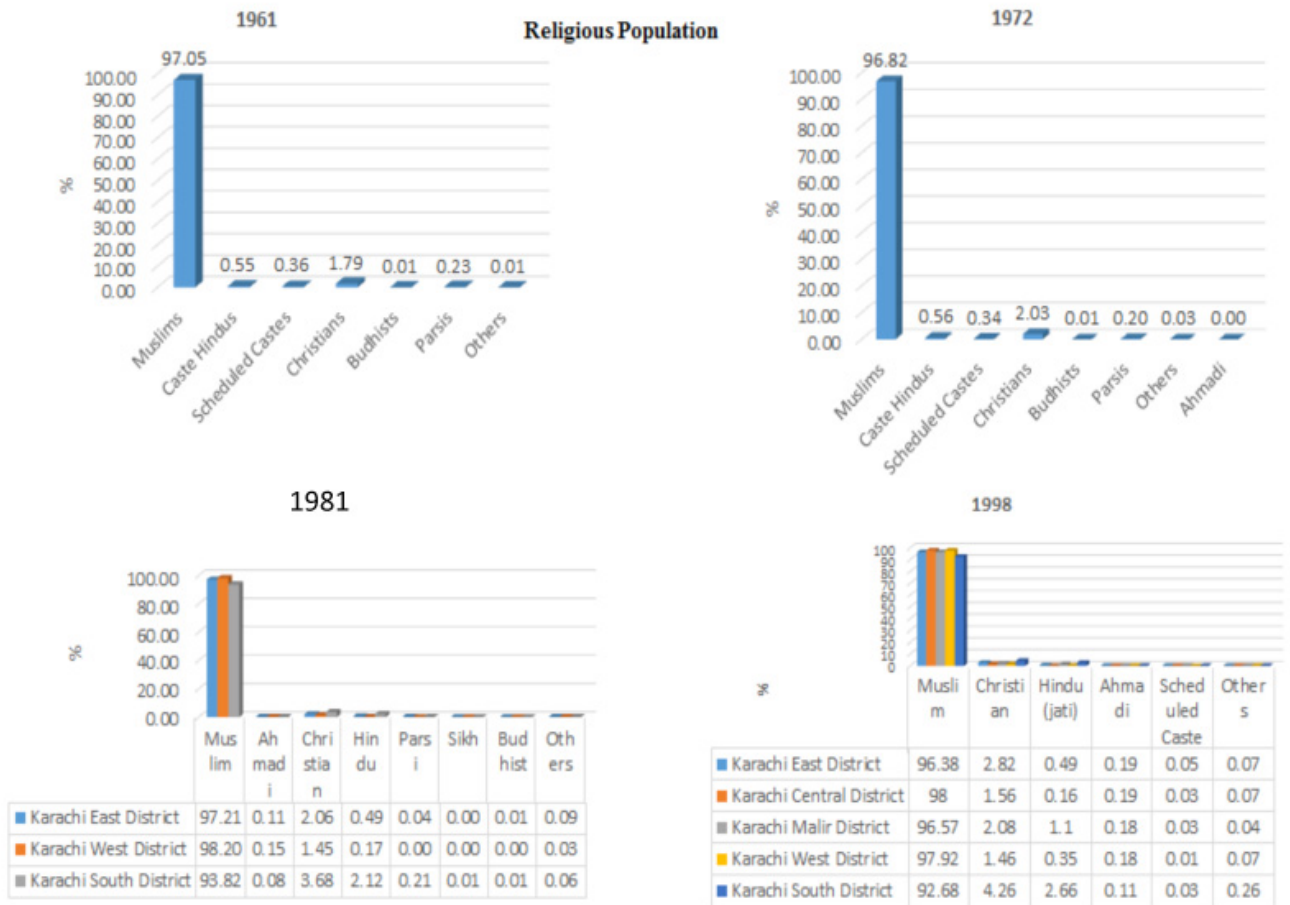 Religious Population
1961
97.05
100.00
90.00
80.00
70.00
60.00
50.00
40.00
30.00
20.00
10.00
0.00
%
0.55 0.36 1.79 0.01 0.23 0.01
Muslims
Caste Hindus
Scheduled Castes
Christians
Budhists
Parsis
Others
1972
96.82
100.00
90.00
80.00
70.00
60.00
50.00
40.00
30.00
20.00
10.00
0.00
%
0.56 0.34 2.03 0.01 0.20 0.03 0.00
Muslims
Caste Hindus
Scheduled Castes
Christians
Budhists
Parsis
Others
Ahmadi
1981
100.00
80.00
60.00
40.00
20.00
0.00
%
Mus Ah Chri Hin Pars Sikh Bud Oth
lim mad stia du i hist ers
i n
Karachi East District 97.21 0.11 2.06 0.49 0.04 0.00 0.01 0.09
Karachi West District 98.20 0.15 1.45 0.17 0.00 0.00 0.00 0.03
Karachi South District 93.82 0.08 3.68 2.12 0.21 0.01 0.01 0.06
1998
100
90
80
70
60
50
40
30
20
10
0
%
Musli Christi Hindu Ahma Sched Other
m an (jati) di uled s
Caste
Karachi East District 96.38 2.82 0.49 0.19 0.05 0.07
Karachi Central District 98 1.56 0.16 0.19 0.03 0.07
Karachi Malir District 96.57 2.08 1.1 0.18 0.03 0.04
Karachi West District 97.92 1.46 0.35 0.18 0.01 0.07
Karachi South District 92.68 4.26 2.66 0.11 0.03 0.26